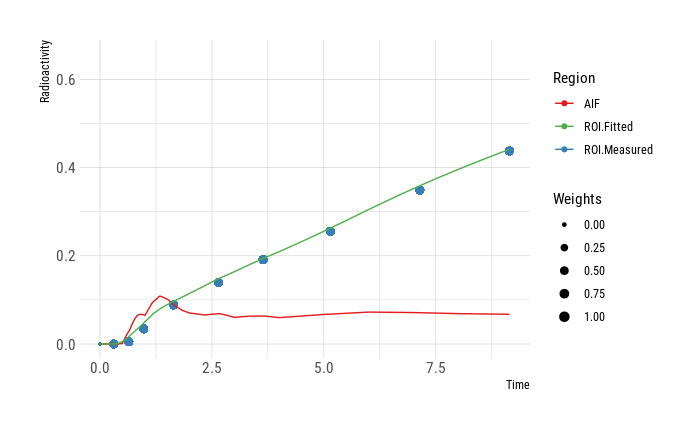 Radioactivity
0.6
0.4
0.2
0.0
0.0 2.5 5.0 7.5
Time
Region
AIF
ROI.Fitted
ROI.Measured
Weights
0.00
0.25
0.50
0.75
1.00